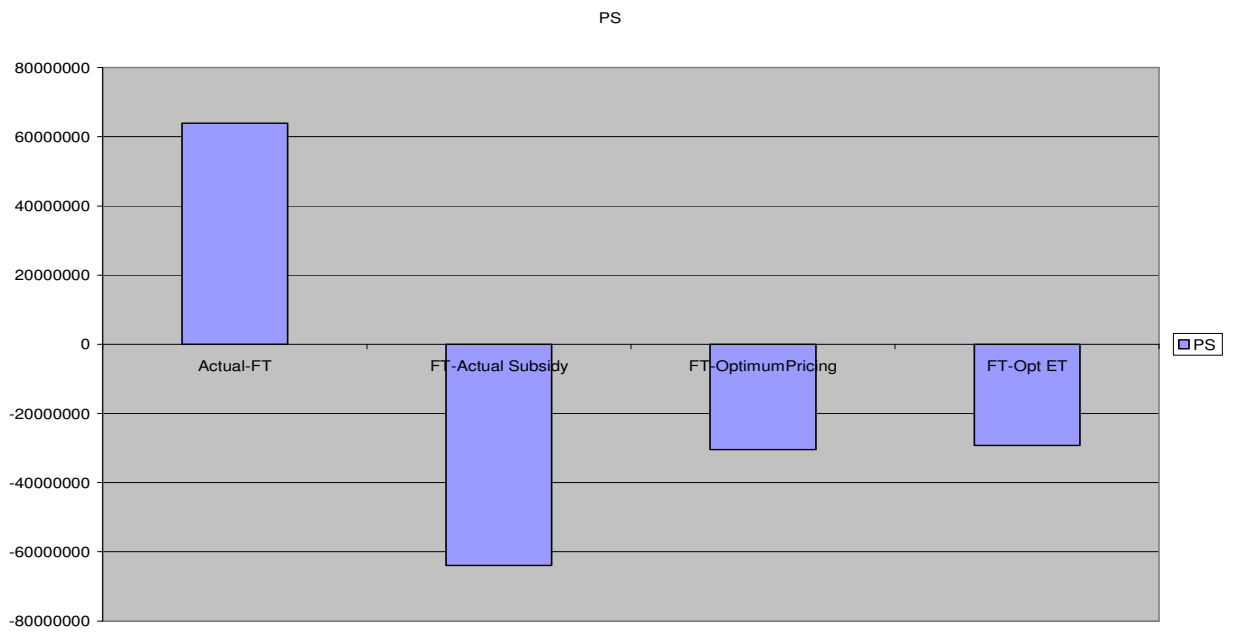 PS
80000000
60000000
40000000
20000000
0
-20000000
-40000000
-60000000
-80000000
Actual-FT
FT-Actual Subsidy
FT-OptimumPricing
FT-Opt ET
PS